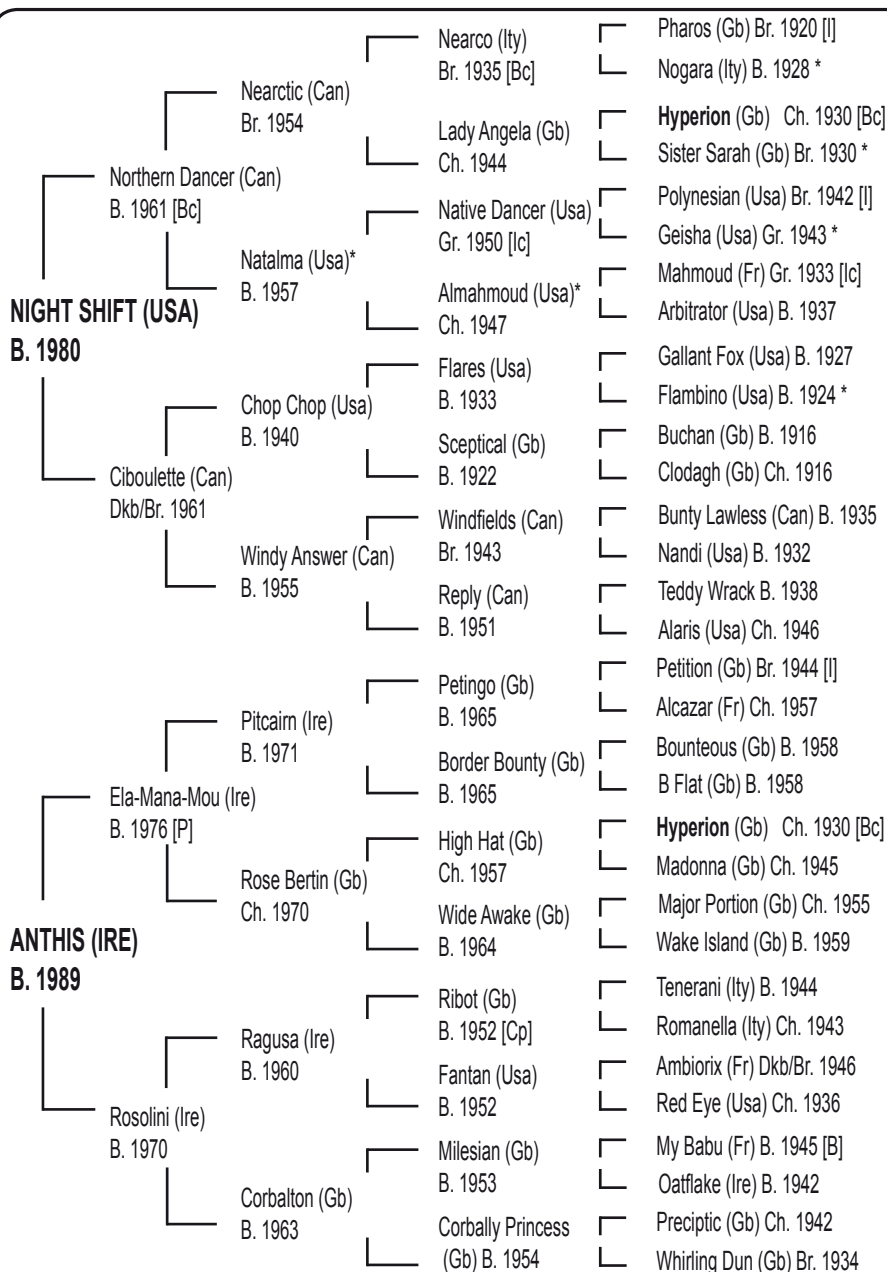 NIGHT SHIFT (USA)
B. 1980
ANTHIS (IRE)
B. 1989
Northern Dancer (Can)
B. 1961 [Bc]
Ciboulette (Can)
Dkb/Br. 1961
Ela-Mana-Mou (Ire)
B. 1976 [P]
Rosolini (Ire)
B. 1970
Nearctic (Can)
Br. 1954
Natalma (Usa)*
B. 1957
Chop Chop (Usa)
B. 1940
Windy Answer (Can)
B. 1955
Pitcairn (Ire)
B. 1971
Rose Bertin (Gb)
Ch. 1970
Ragusa (Ire)
B. 1960
Corbalton (Gb)
B. 1963
Nearco (Ity)
Br. 1935 [Bc]
Lady Angela (Gb)
Ch. 1944
Native Dancer (Usa)
Gr. 1950 [Ic]
Almahmoud (Usa)*
Ch. 1947
Flares (Usa)
B. 1933
Sceptical (Gb)
B. 1922
Windfields (Can)
Br. 1943
Reply (Can)
B. 1951
Petingo (Gb)
B. 1965
Border Bounty (Gb)
B. 1965
High Hat (Gb)
Ch. 1957
Wide Awake (Gb)
B. 1964
Ribot (Gb)
B. 1952 [Cp]
Fantan (Usa)
B. 1952
Milesian (Gb)
B. 1953
Corbally Princess
(Gb) B. 1954
Pharos (Gb) Br. 1920 [I]
Nogara (Ity) B. 1928 *
Hyperion (Gb) Ch. 1930 [Bc]
Sister Sarah (Gb) Br. 1930 *
Polynesian (Usa) Br. 1942 [I]
Geisha (Usa) Gr. 1943 *
Mahmoud (Fr) Gr. 1933 [Ic]
Arbitrator (Usa) B. 1937
Gallant Fox (Usa) B. 1927
Flambino (Usa) B. 1924 *
Buchan (Gb) B. 1916
Clodagh (Gb) Ch. 1916
Bunty Lawless (Can) B. 1935
Nandi (Usa) B. 1932
Teddy Wrack B. 1938
Alaris (Usa) Ch. 1946
Petition (Gb) Br. 1944 [I]
Alcazar (Fr) Ch. 1957
Bounteous (Gb) B. 1958
B Flat (Gb) B. 1958
Hyperion (Gb) Ch. 1930 [Bc]
Madonna (Gb) Ch. 1945
Major Portion (Gb) Ch. 1955
Wake Island (Gb) B. 1959
Tenerani (Ity) B. 1944
Romanella (Ity) Ch. 1943
Ambiorix (Fr) Dkb/Br. 1946
Red Eye (Usa) Ch. 1936
My Babu (Fr) B. 1945 [B]
Oatflake (Ire) B. 1942
Preciptic (Gb) Ch. 1942
Whirling Dun (Gb) Br. 1934